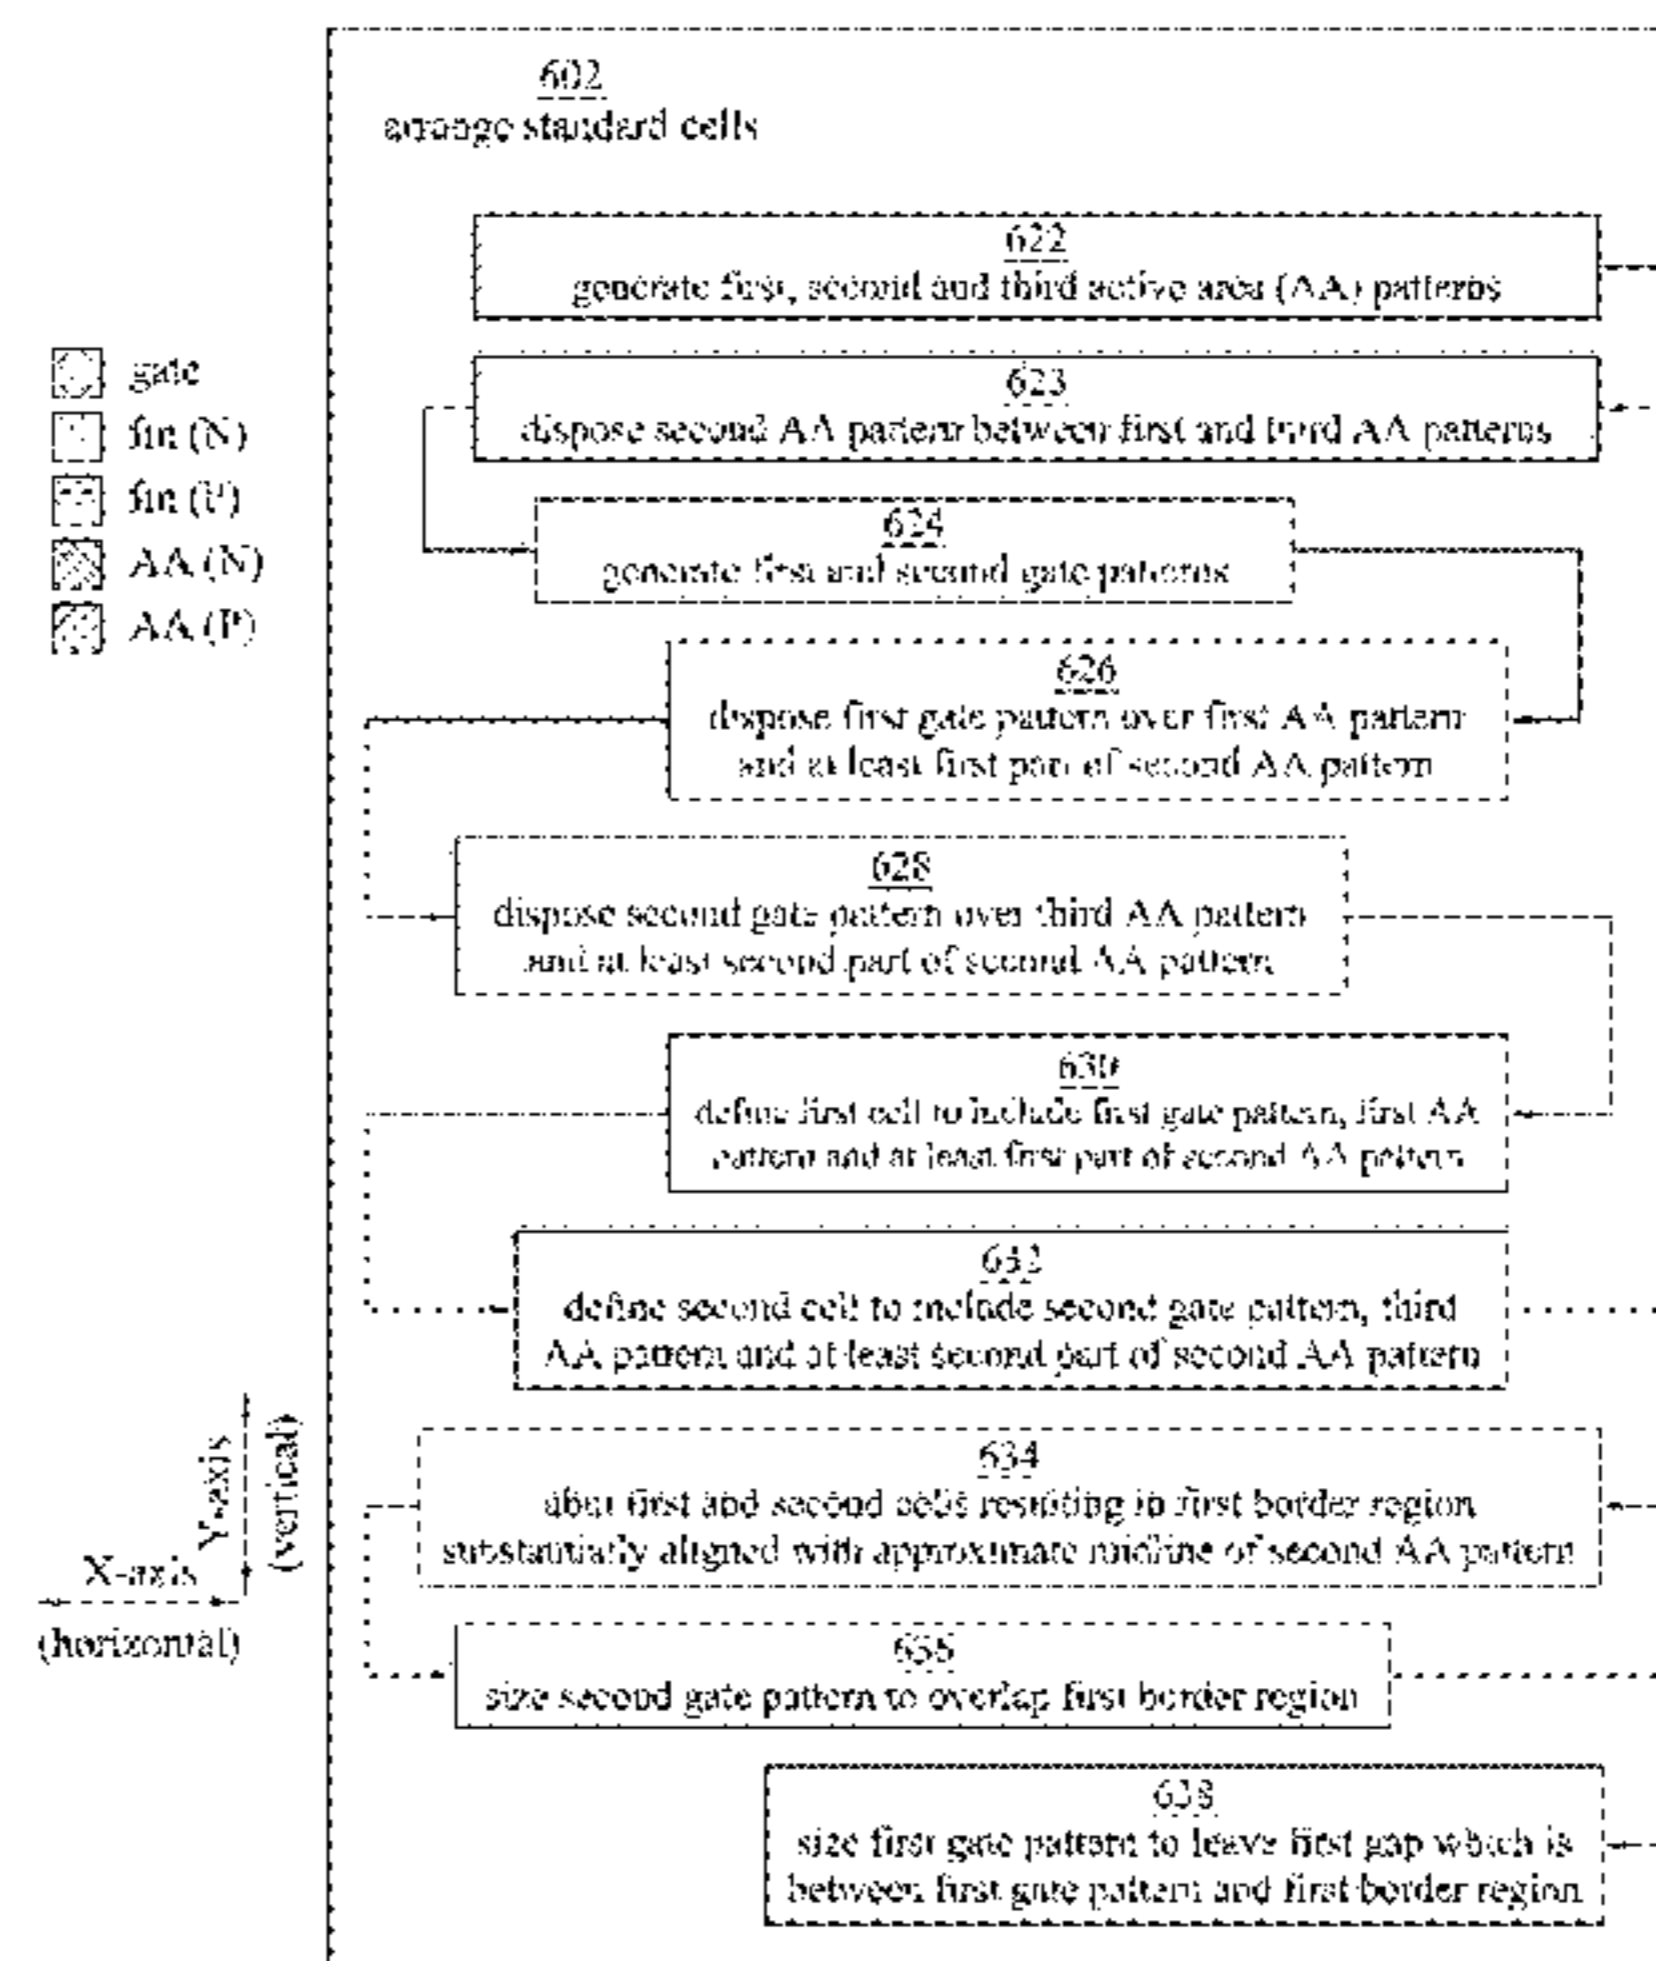 602
arrange standard cells
622
generate first, second and third active area (AA) patterns
gate
fin (N)
fin (P)
AA (N)
AA (P)
623
dispose second AA pattern between first and third AA patterns
624
generate first and second gate patterns
626
dispose first gate pattern over first AA pattern
and at least first part of second AA pattern
628
dispose second gate pattern over third AA pattern
and at least second part of second AA pattern
630
define first cell to include first gate pattern, first AA
pattern and at least first part of second AA pattern
632
define second cell to include second gate pattern, third
AA pattern and at least second part of second AA pattern
634
abut first and second cells resulting in first border region
substantially aligned with approximate midline of second AA pattern
Y-axis
(vertical)
X-axis
(horizontal)
636
size second gate pattern to overlap first border region
638
size first gate pattern to leave first gap which is
between first gate pattern and first border region